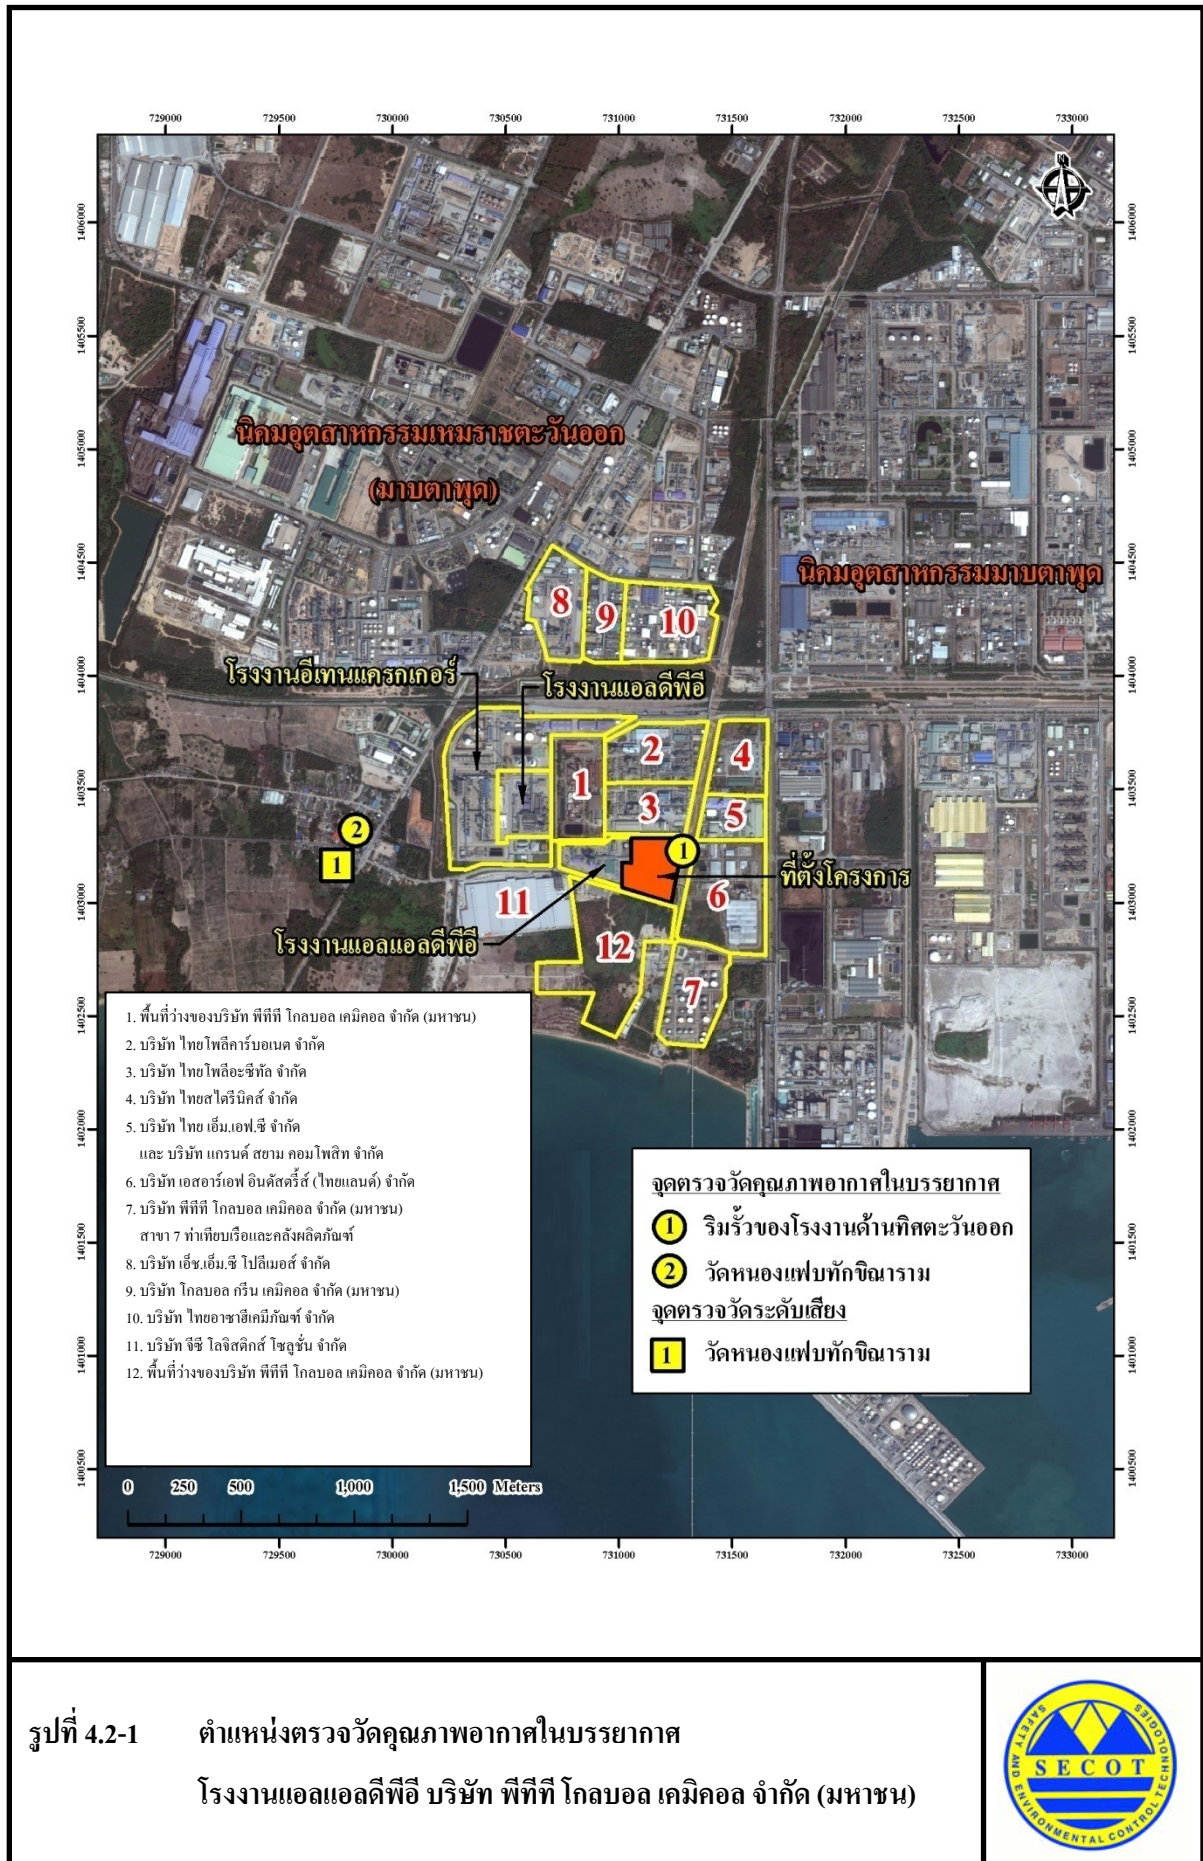 729000 729500 730000 730500 731000 731500 732000 732500 733000
N
1406000 1406000
1405500 1405500
นิคมอุตสาหกรรมเหมราชตะวันออก
(มาบตาพุด)
1405000 1405000
1404500 1404500
นิคมอุตสาหกรรมมาบตาพุด
8
9
10
1404000 1404000
โรงงานอีเทนแครกเกอร์
โรงงานแอลดีพีอี
2
4
1
3
5
1403500 1403500
2
1
1
ที่ตั้งโครงการ
6
11
1403000 1403000
โรงงานแอลแอลดีพีอี
12
7
1402500 1402500
1402000 1402000
1401500 1401500
1401000 1401000
1400500 1400500
1. พื้นที่ว่างของบริษัท พีทีที โกลบอล เคมิคอล จำกัด (มหาชน)
2. บริษัท ไทยโพลีคาร์บอเนต จำกัด
3. บริษัท ไทยโพลีอะซีทัล จำกัด
4. บริษัท ไทยสไตรีนิคส์ จำกัด
5. บริษัท ไทย เอ็ม.เอฟ.ซี จำกัด
และ บริษัท แกรนด์ สยาม คอมโพสิท จำกัด
6. บริษัท เอสอาร์เอฟ อินดัสตรี้ส์ (ไทยแลนด์) จำกัด
7. บริษัท พีทีที โกลบอล เคมิคอล จำกัด (มหาชน)
สาขา 7 ท่าเทียบเรือและคลังผลิตภัณฑ์
8. บริษัท เอ็ช.เอ็ม.ซี โปลีเมอส์ จำกัด
9. บริษัท โกลบอล กรีน เคมิคอล จำกัด (มหาชน)
10. บริษัท ไทยอาซาฮีเคมีภัณฑ์ จำกัด
11. บริษัท จีซี โลจิสติกส์ โซลูชั่น จำกัด
12. พื้นที่ว่างของบริษัท พีทีที โกลบอล เคมิคอล จำกัด (มหาชน)
จุดตรวจวัดคุณภาพอากาศในบรรยากาศ
1 ริมรั้วของโรงงานด้านทิศตะวันออก
2 วัดหนองแฟบทักขิณาราม
จุดตรวจวัดระดับเสียง
1 วัดหนองแฟบทักขิณาราม
0 250 500 1,000 1,500 Meters
729000 729500 730000 730500 731000 731500 732000 732500 733000
รูปที่ 4.2-1 ตำแหน่งตรวจวัดคุณภาพอากาศในบรรยากาศ
โรงงานแอลแอลดีพีอี บริษัท พีทีที โกลบอล เคมิคอล จำกัด (มหาชน)
SAFETY AND ENVIRONMENTAL CONTROL TECHNOLOGIES
SECOT